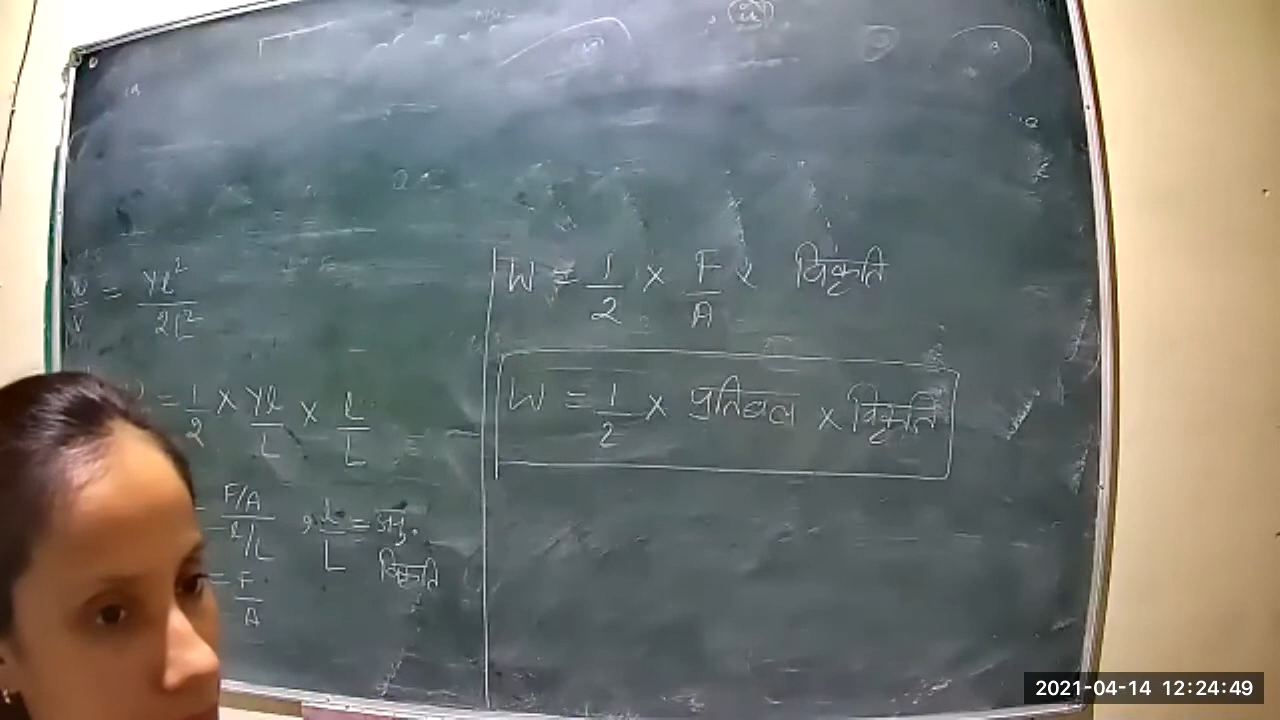 W/V = Yl²/2L²
= 1/2 × Yl/L × l/L
F/A / l/L
l/L = अनु. विकृति
= F/A
W = 1/2 × F/A × विकृति
W = 1/2 × प्रतिबल × विकृति
2021-04-14 12:24:49